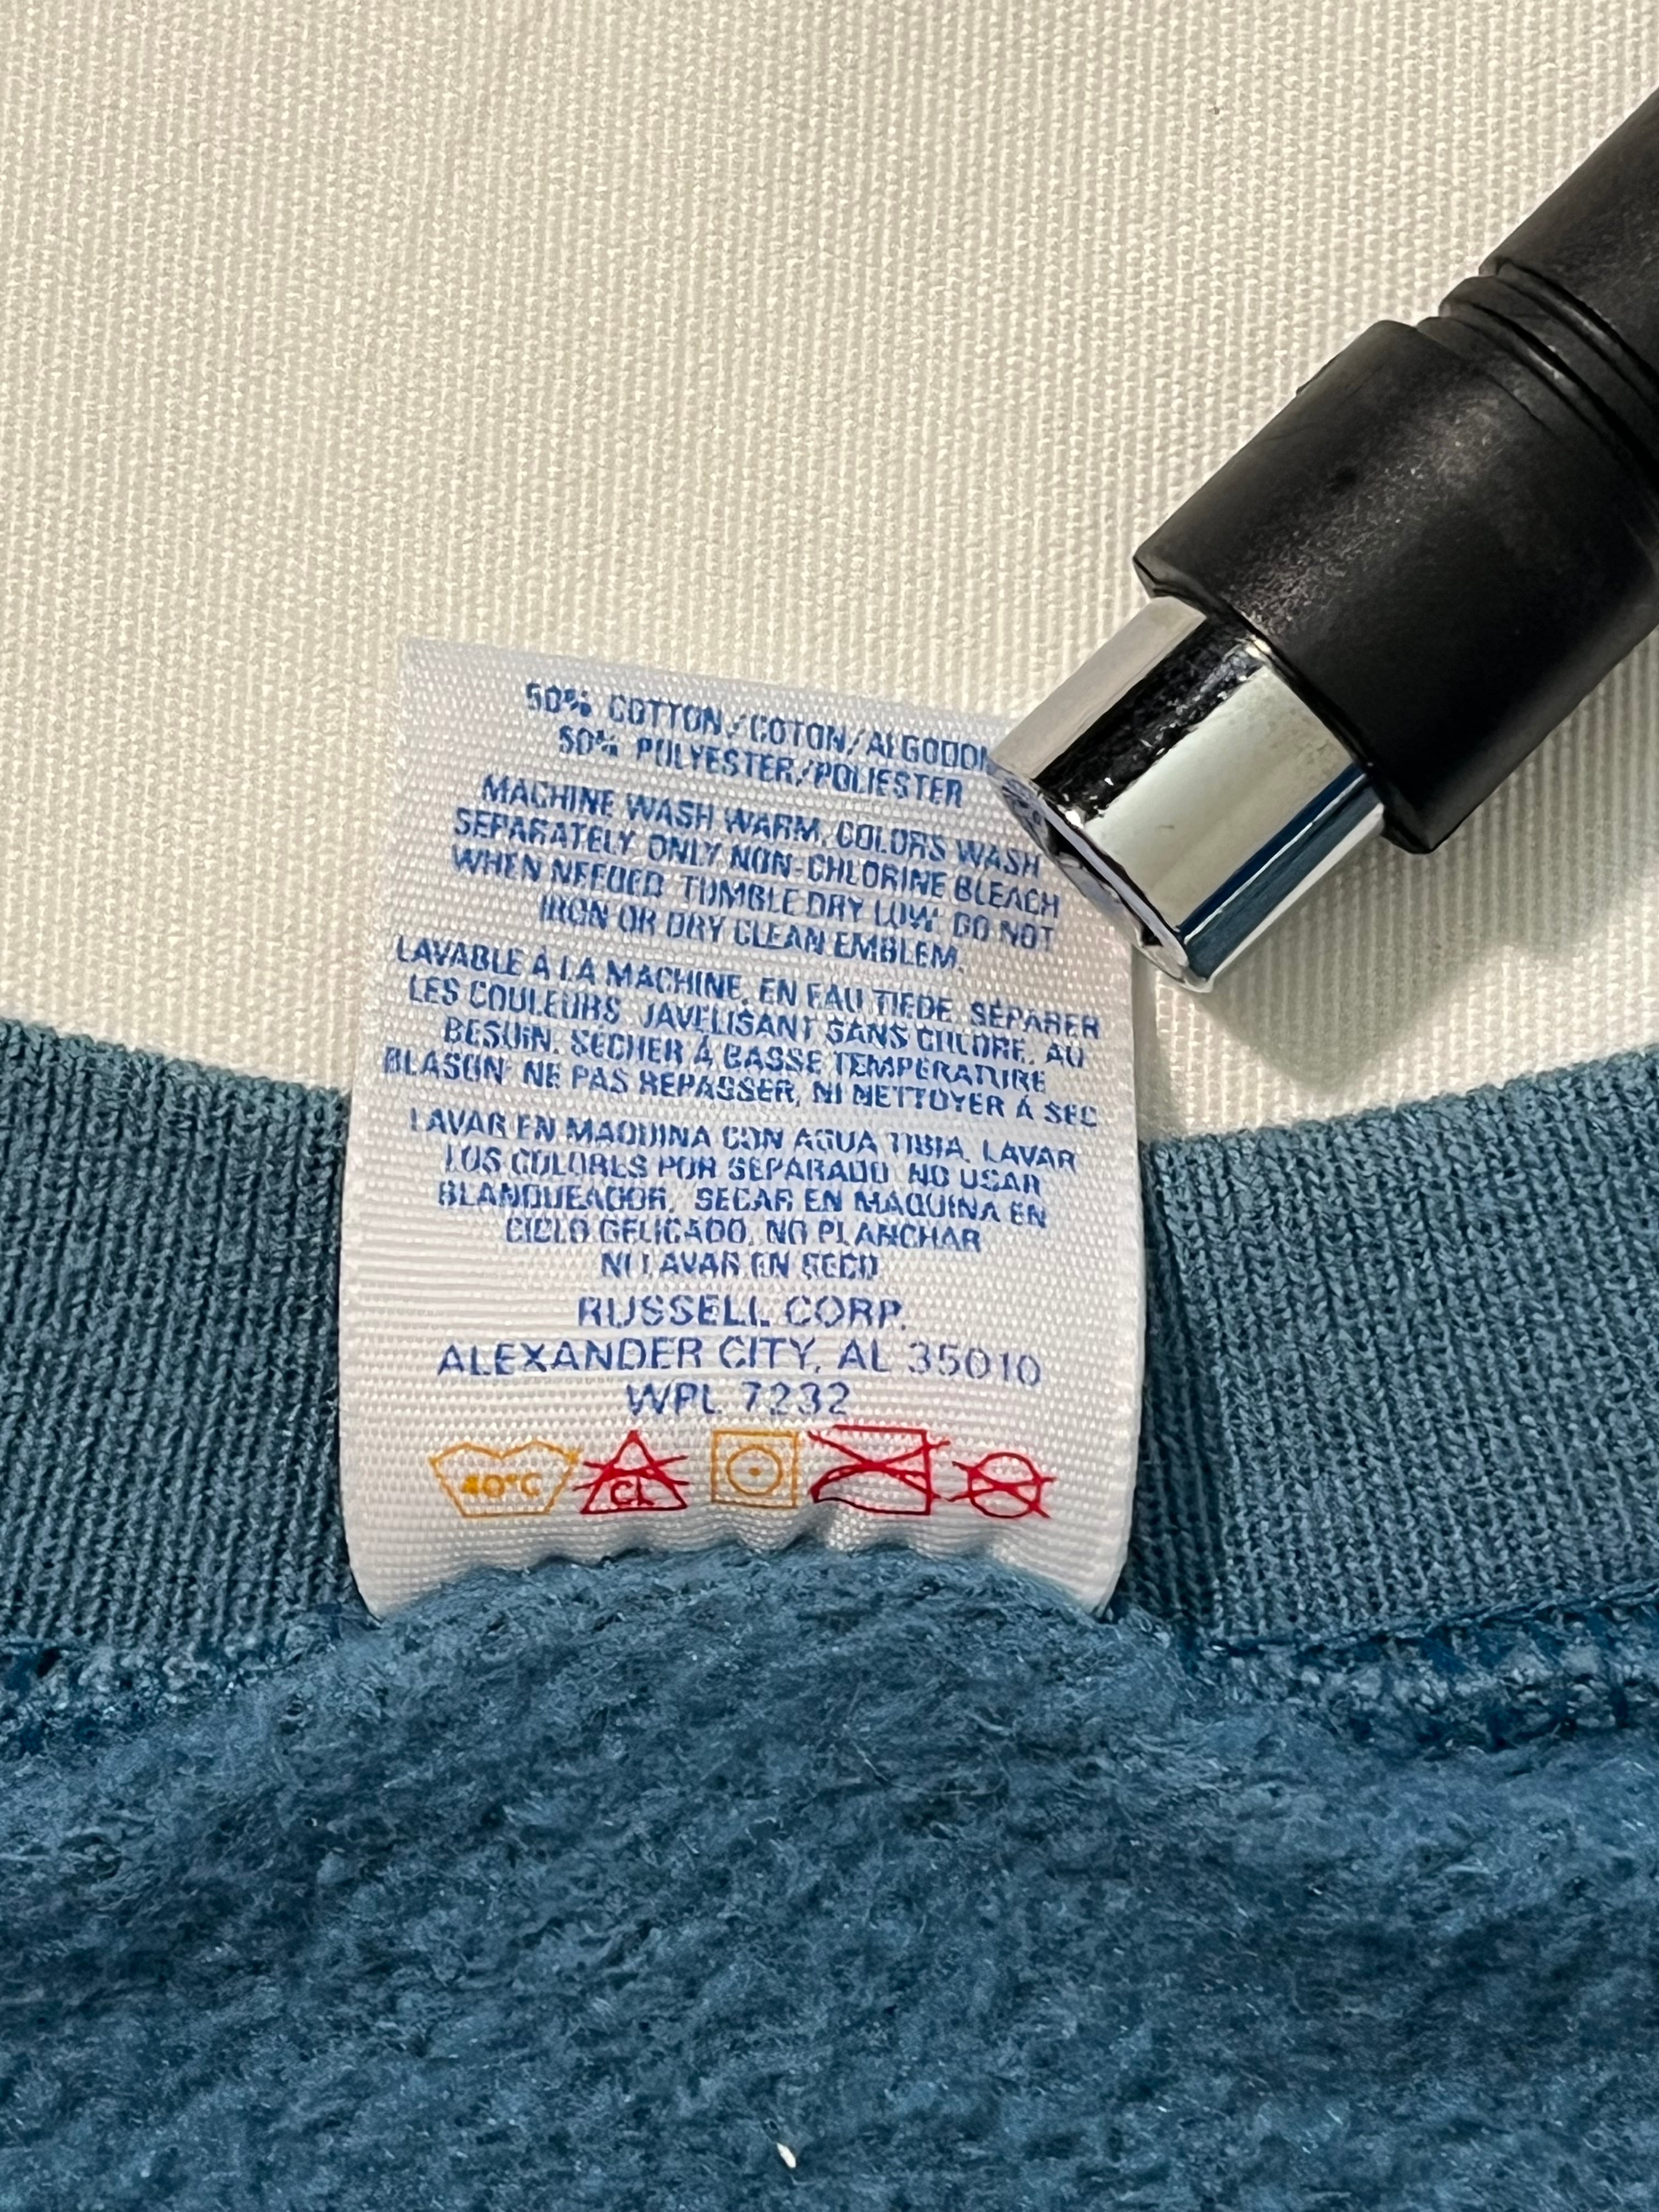 50% COTTON/COTON/ALGODON
50% POLYESTER/POLIESTER
MACHINE WASH WARM, COLORS WASH
SEPARATELY. ONLY NON-CHLORINE BLEACH
WHEN NEEDED. TUMBLE DRY LOW. DO NOT
IRON OR DRY CLEAN EMBLEM.
LAVABLE À LA MACHINE, EN EAU TIEDE. SÉPARER
LES COULEURS. JAVELISANT SANS CHLORE, AU
BESOIN. SÉCHER À BASSE TEMPÉRATURE
BLASON: NE PAS REPASSER, NI NETTOYER À SEC
LAVAR EN MAQUINA CON AGUA TIBIA, LAVAR
LOS COLORES POR SEPARADO. NO USAR
BLANQUEADOR, SECAR EN MAQUINA EN
CICLO DELICADO, NO PLANCHAR
NI LAVAR EN SECO
RUSSELL CORP.
ALEXANDER CITY, AL 35010
WPL 7232
40°C CL